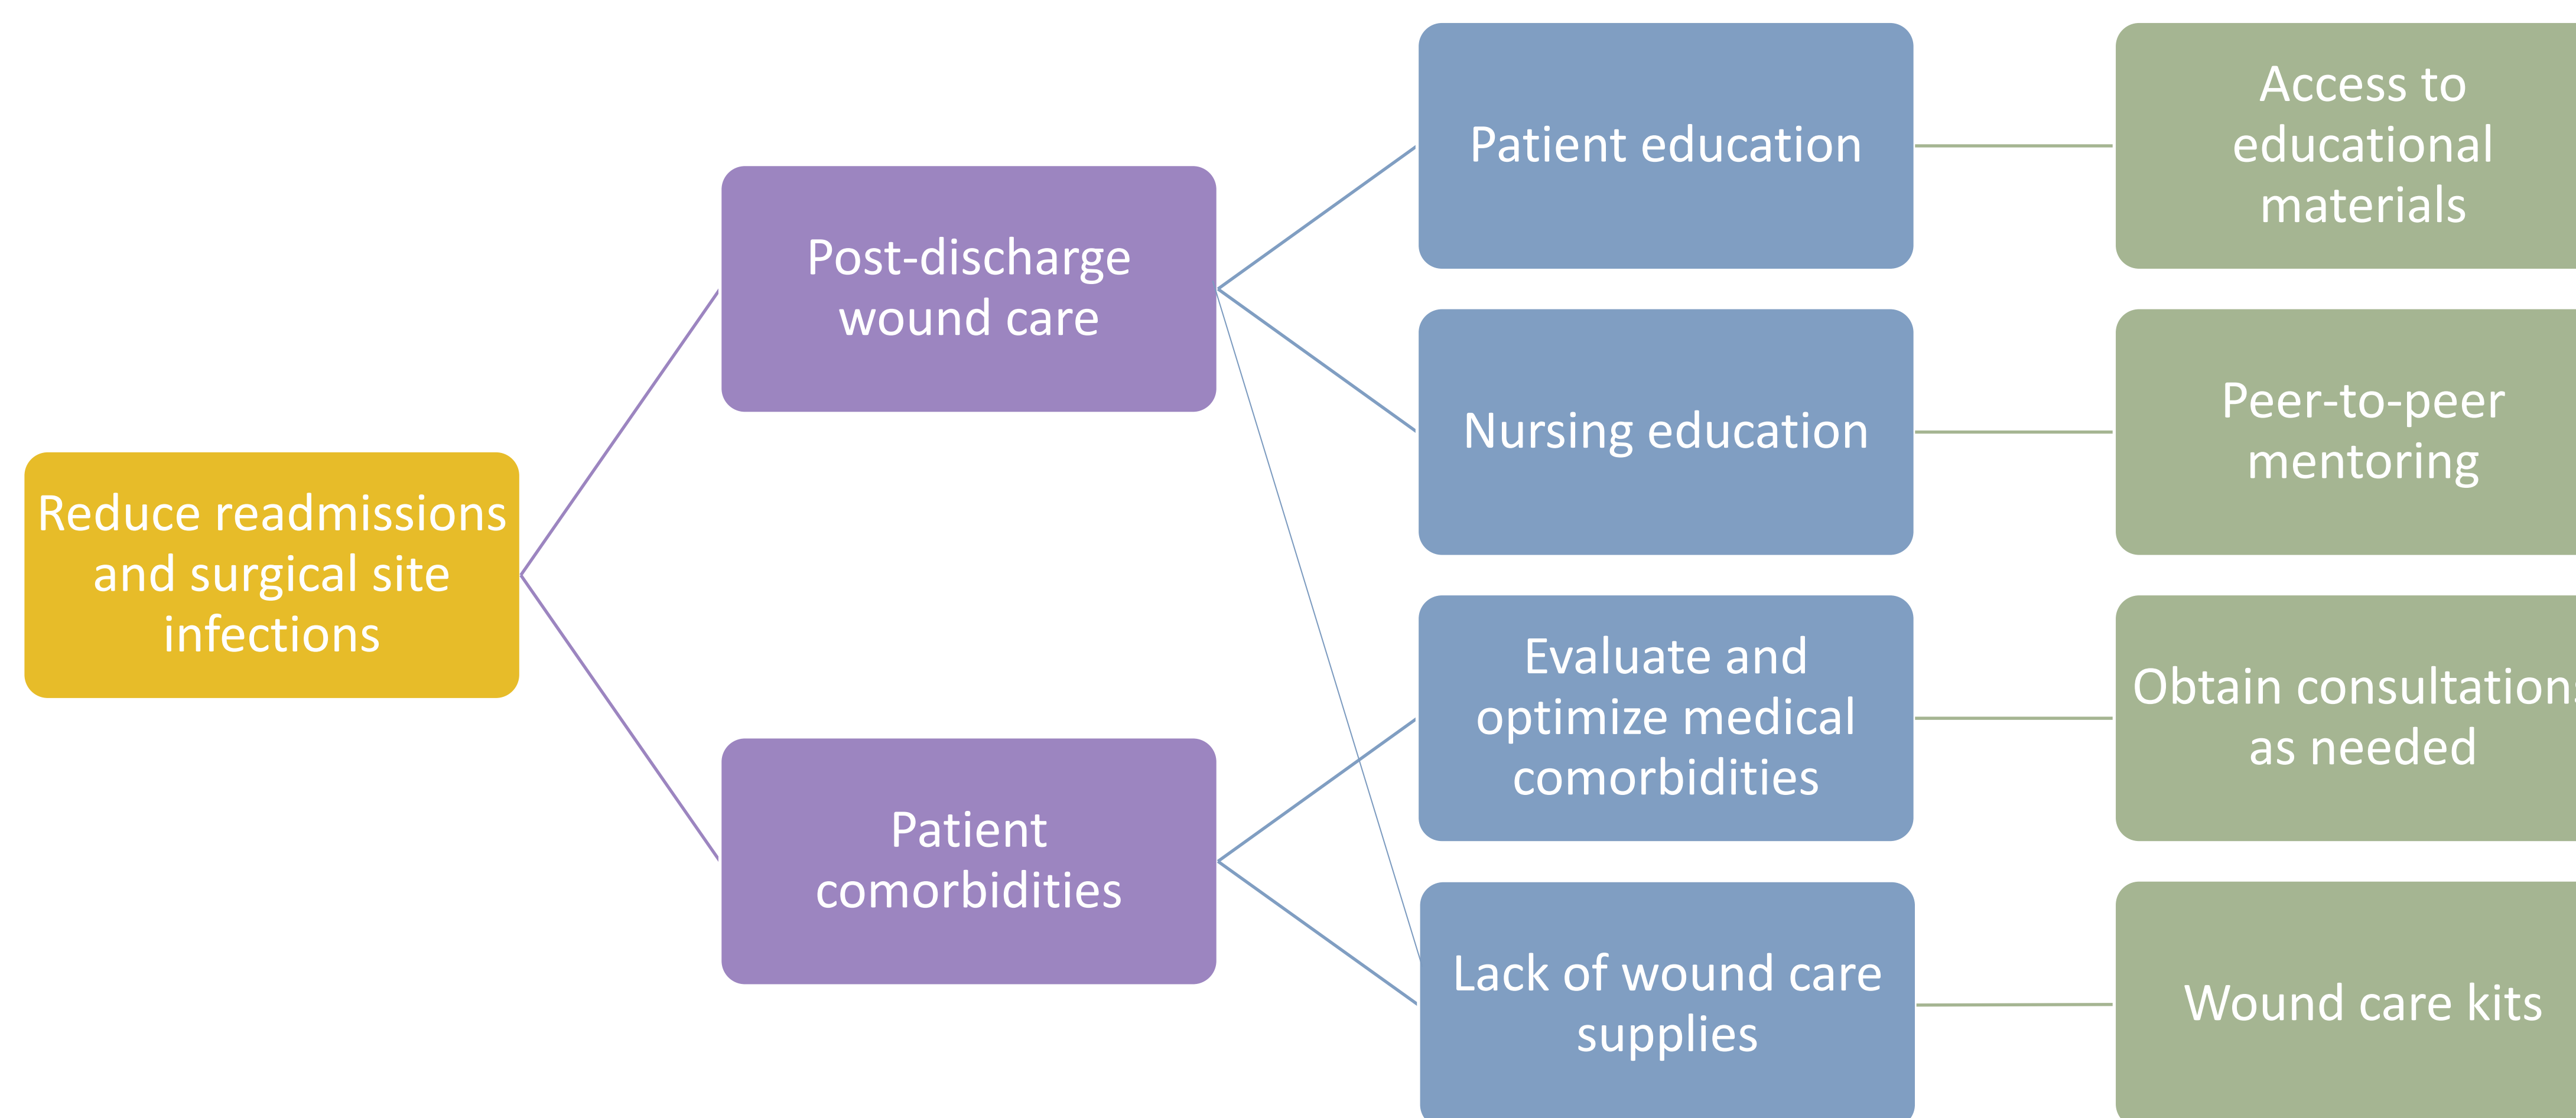 Reduce readmissions
and surgical site
infections
Post-discharge
wound care
Patient
comorbidities
Patient education
Nursing education
Evaluate and
optimize medical
comorbidities
Lack of wound care
supplies
Access to
educational
materials
Peer-to-peer
mentoring
Obtain consultations
as needed
Wound care kits